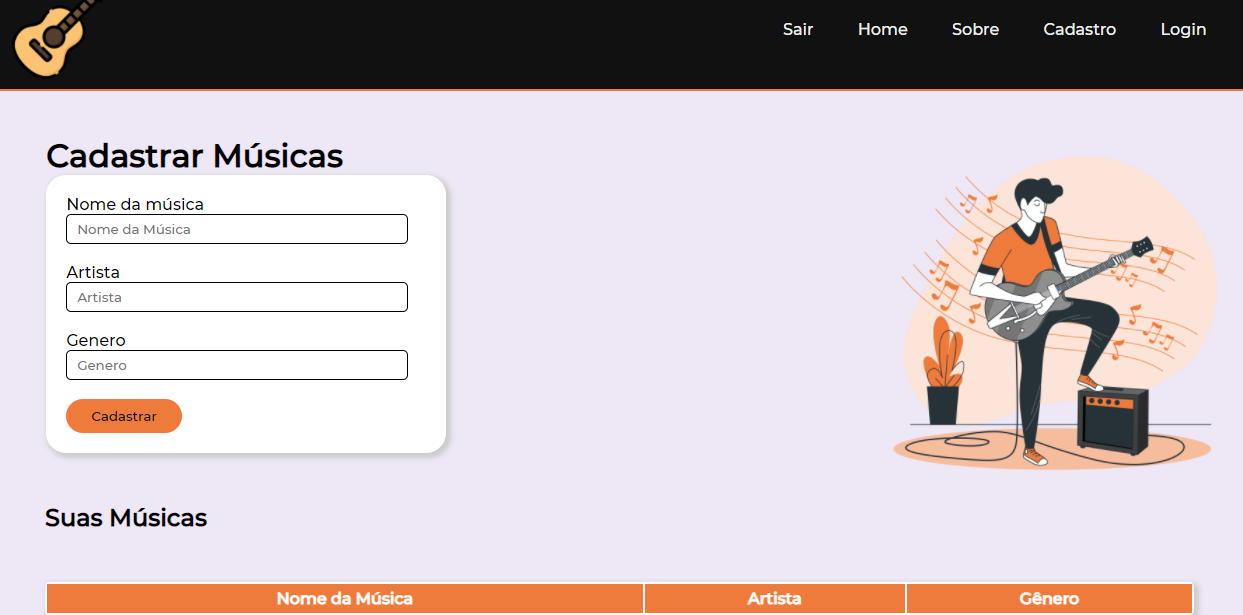 Sair Home Sobre Cadastro Login
Cadastrar Músicas
Nome da música
Nome da Música
Artista
Artista
Genero
Genero
Cadastrar
Suas Músicas
Nome da Música Artista Gênero